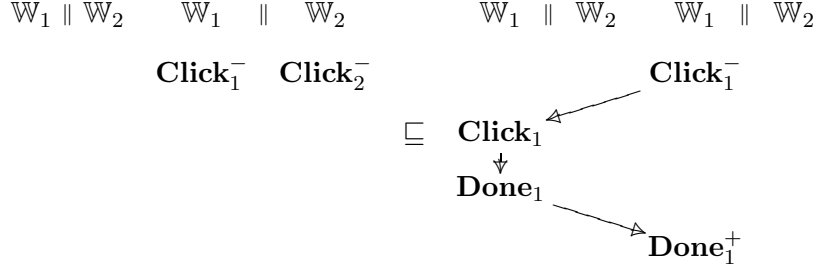 𝕎₁ ∥ 𝕎₂ 𝕎₁ ∥ 𝕎₂ 𝕎₁ ∥ 𝕎₂ 𝕎₁ ∥ 𝕎₂
Click₁⁻ Click₂⁻ Click₁⁻
⊑ Click₁
Done₁
Done₁⁺